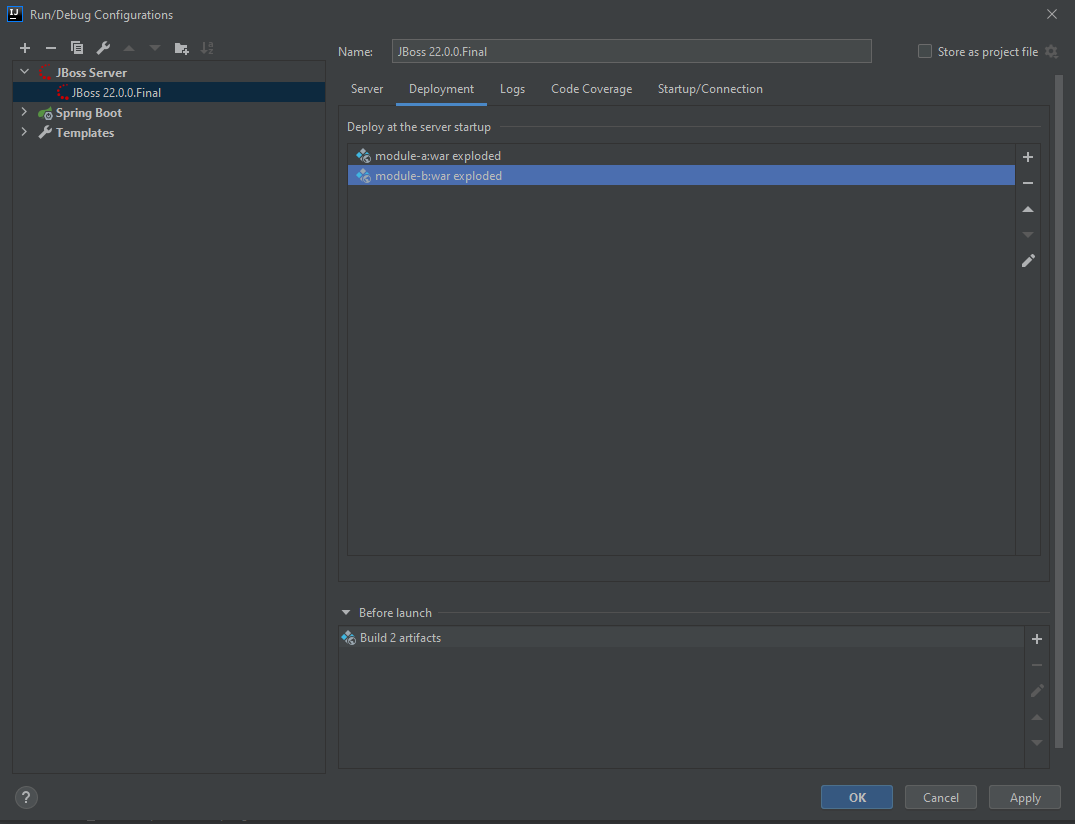 Run/Debug Configurations
JBoss Server
JBoss 22.0.0.Final
Spring Boot
Templates
Name: JBoss 22.0.0.Final Store as project file
Server Deployment Logs Code Coverage Startup/Connection
Deploy at the server startup
module-a:war exploded
module-b:war exploded
Before launch
Build 2 artifacts
? OK Cancel Apply